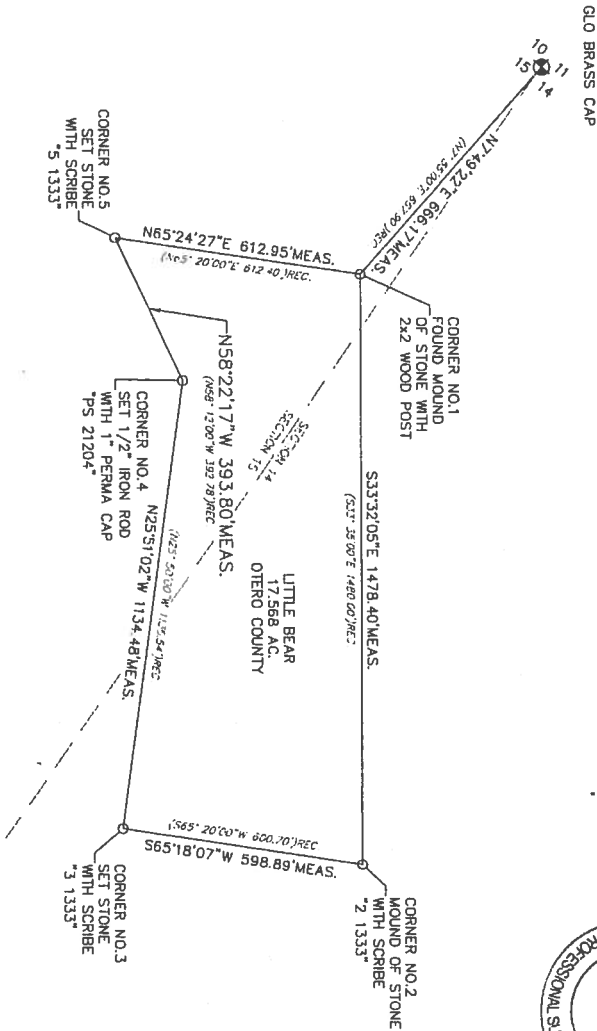 GLO BRASS CAP
10
11
15
14
N7°49'22"E 666.17'MEAS.
(N7° 55'00"E 657.90')REC
CORNER NO.1
FOUND MOUND
OF STONE WITH
2x2 WOOD POST
S33°32'05"E 1478.40'MEAS.
(S33° 35'00"E 1480.00')REC
CORNER NO.2
MOUND OF STONE
WITH SCRIBE
"2 1333"
N65°24'27"E 612.95'MEAS.
(N65° 20'00"E 612.40')REC.
SECTION 14
SECTION 15
LITTLE BEAR
17.568 AC.
OTERO COUNTY
S65°18'07"W 598.89'MEAS.
(S65° 20'00"W 600.70')REC
CORNER NO.5
SET STONE
WITH SCRIBE
"5 1333"
N58°22'17"W 393.80'MEAS.
(N58° 13'00"W 392.78')REC
CORNER NO.4
SET 1/2" IRON ROD
WITH 1" PERMA CAP
"PS 21204"
N25°51'02"W 1134.48'MEAS.
(N25° 50'00"W
CORNER NO.3
SET STONE
WITH SCRIBE
"3 1333"